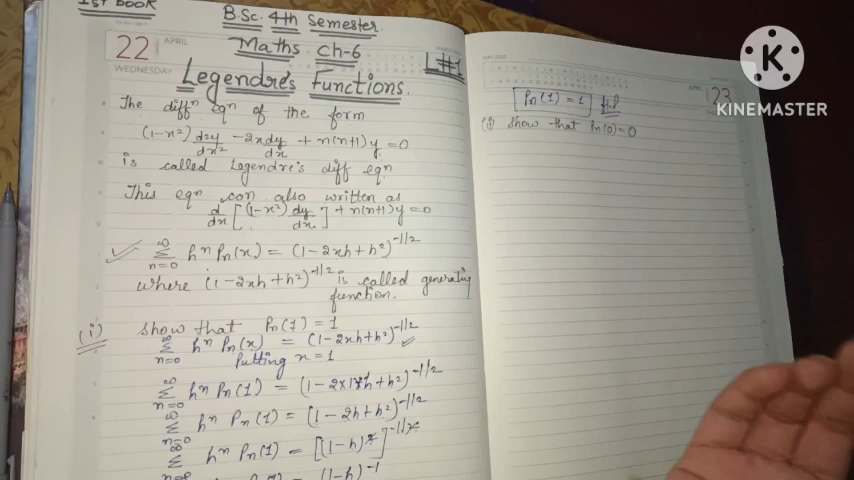 1st BOOK
B.Sc. 4th Semester.
Maths Ch-6
L#1
22 APRIL
WEDNESDAY
Legendre's Functions.
The diffⁿ eqⁿ of the form
(1-x²) d²y/dx² - 2x dy/dx + n(n+1)y = 0
is called Legendre's diff eqⁿ
This eqⁿ can also written as
d/dx [(1-x²) dy/dx] + n(n+1)y = 0
∞Σn=0 hⁿ Pn(x) = (1-2xh+h²)^-1/2
where (1-2xh+h²)^-1/2 is called generating
function.
(i) Show that Pn(1) = 1
∞Σn=0 hⁿ Pn(x) = (1-2xh+h²)^-1/2
Putting x = 1
∞Σn=0 hⁿ Pn(1) = (1-2×1×h+h²)^-1/2
∞Σn=0 hⁿ Pn(1) = (1-2h+h²)^-1/2
∞Σn=0 hⁿ Pn(1) = [(1-h)²]^-1/2
(1-h)^-1
APRIL 23
[Pn(1) = 1]
(ii) Show that Pn(0) = 0
K
KINEMASTER